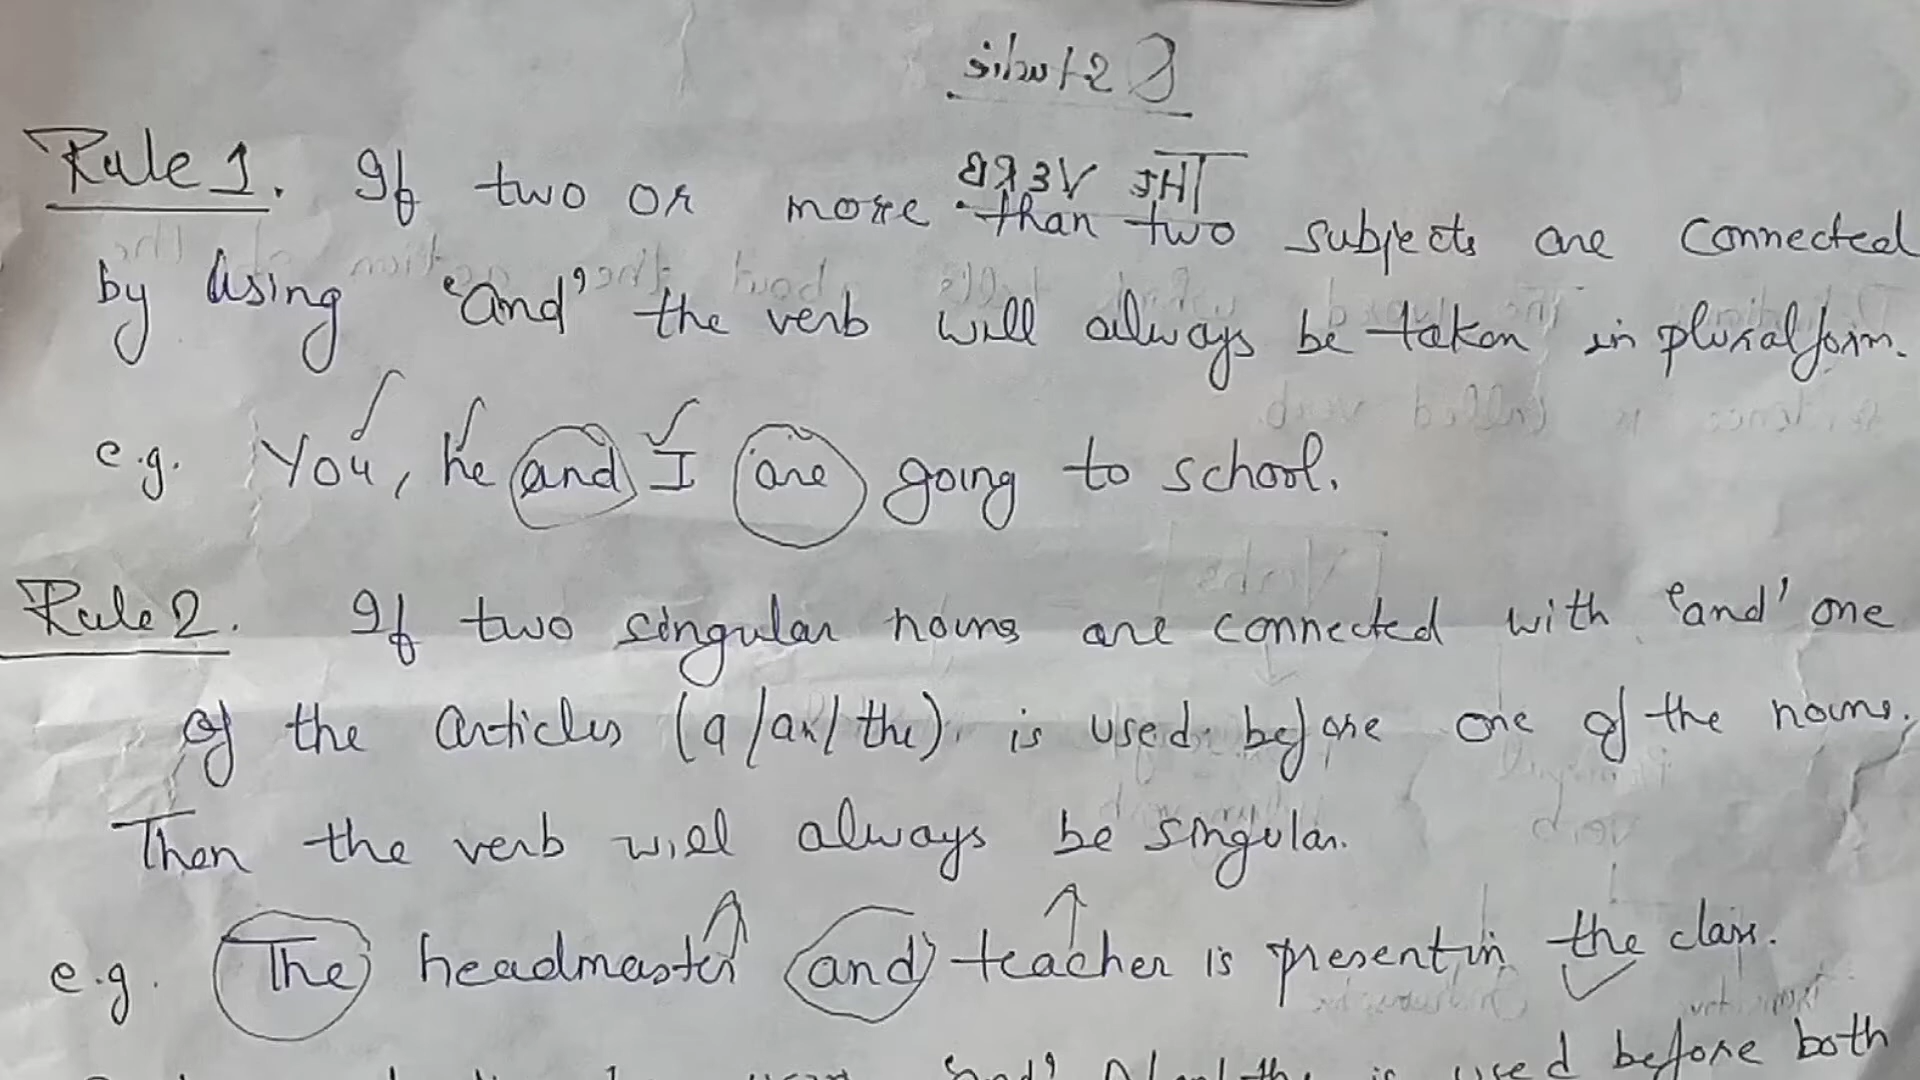 Rule 1. If two or more than two subjects are connected
by using 'and' the verb will always be taken in plural form.
e.g. You, he and I are going to school.
Rule 2. If two singular nouns are connected with 'and' one
of the articles (a/an/the) is used before one of the nouns.
Then the verb will always be singular.
e.g. The headmaster and teacher is present in the class.
is used before both